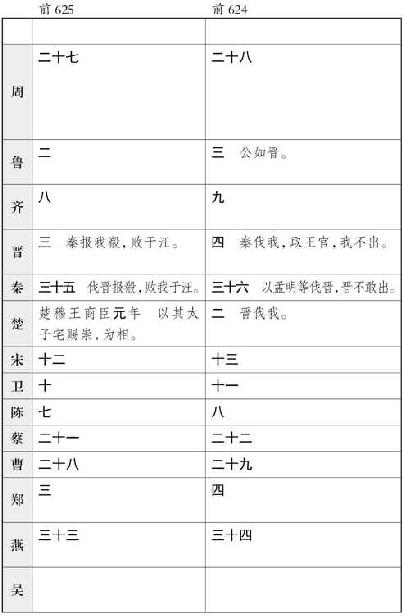 前625 前624
周 二十七 二十八
鲁 二 三 公如晋。
齐 八 九
晋 三 秦报我殽，败于汪。 四 秦伐我，取王官，我不出。
秦 三十五 伐晋报殽，败我于汪。 三十六 以孟明等伐晋，晋不敢出。
楚 楚穆王商臣元年 以其太 二 晋伐我。
子宅赐崇，为相。
宋 十二 十三
卫 十 十一
陈 七 八
蔡 二十一 二十二
曹 二十八 二十九
郑 三 四
燕 三十三 三十四
吴